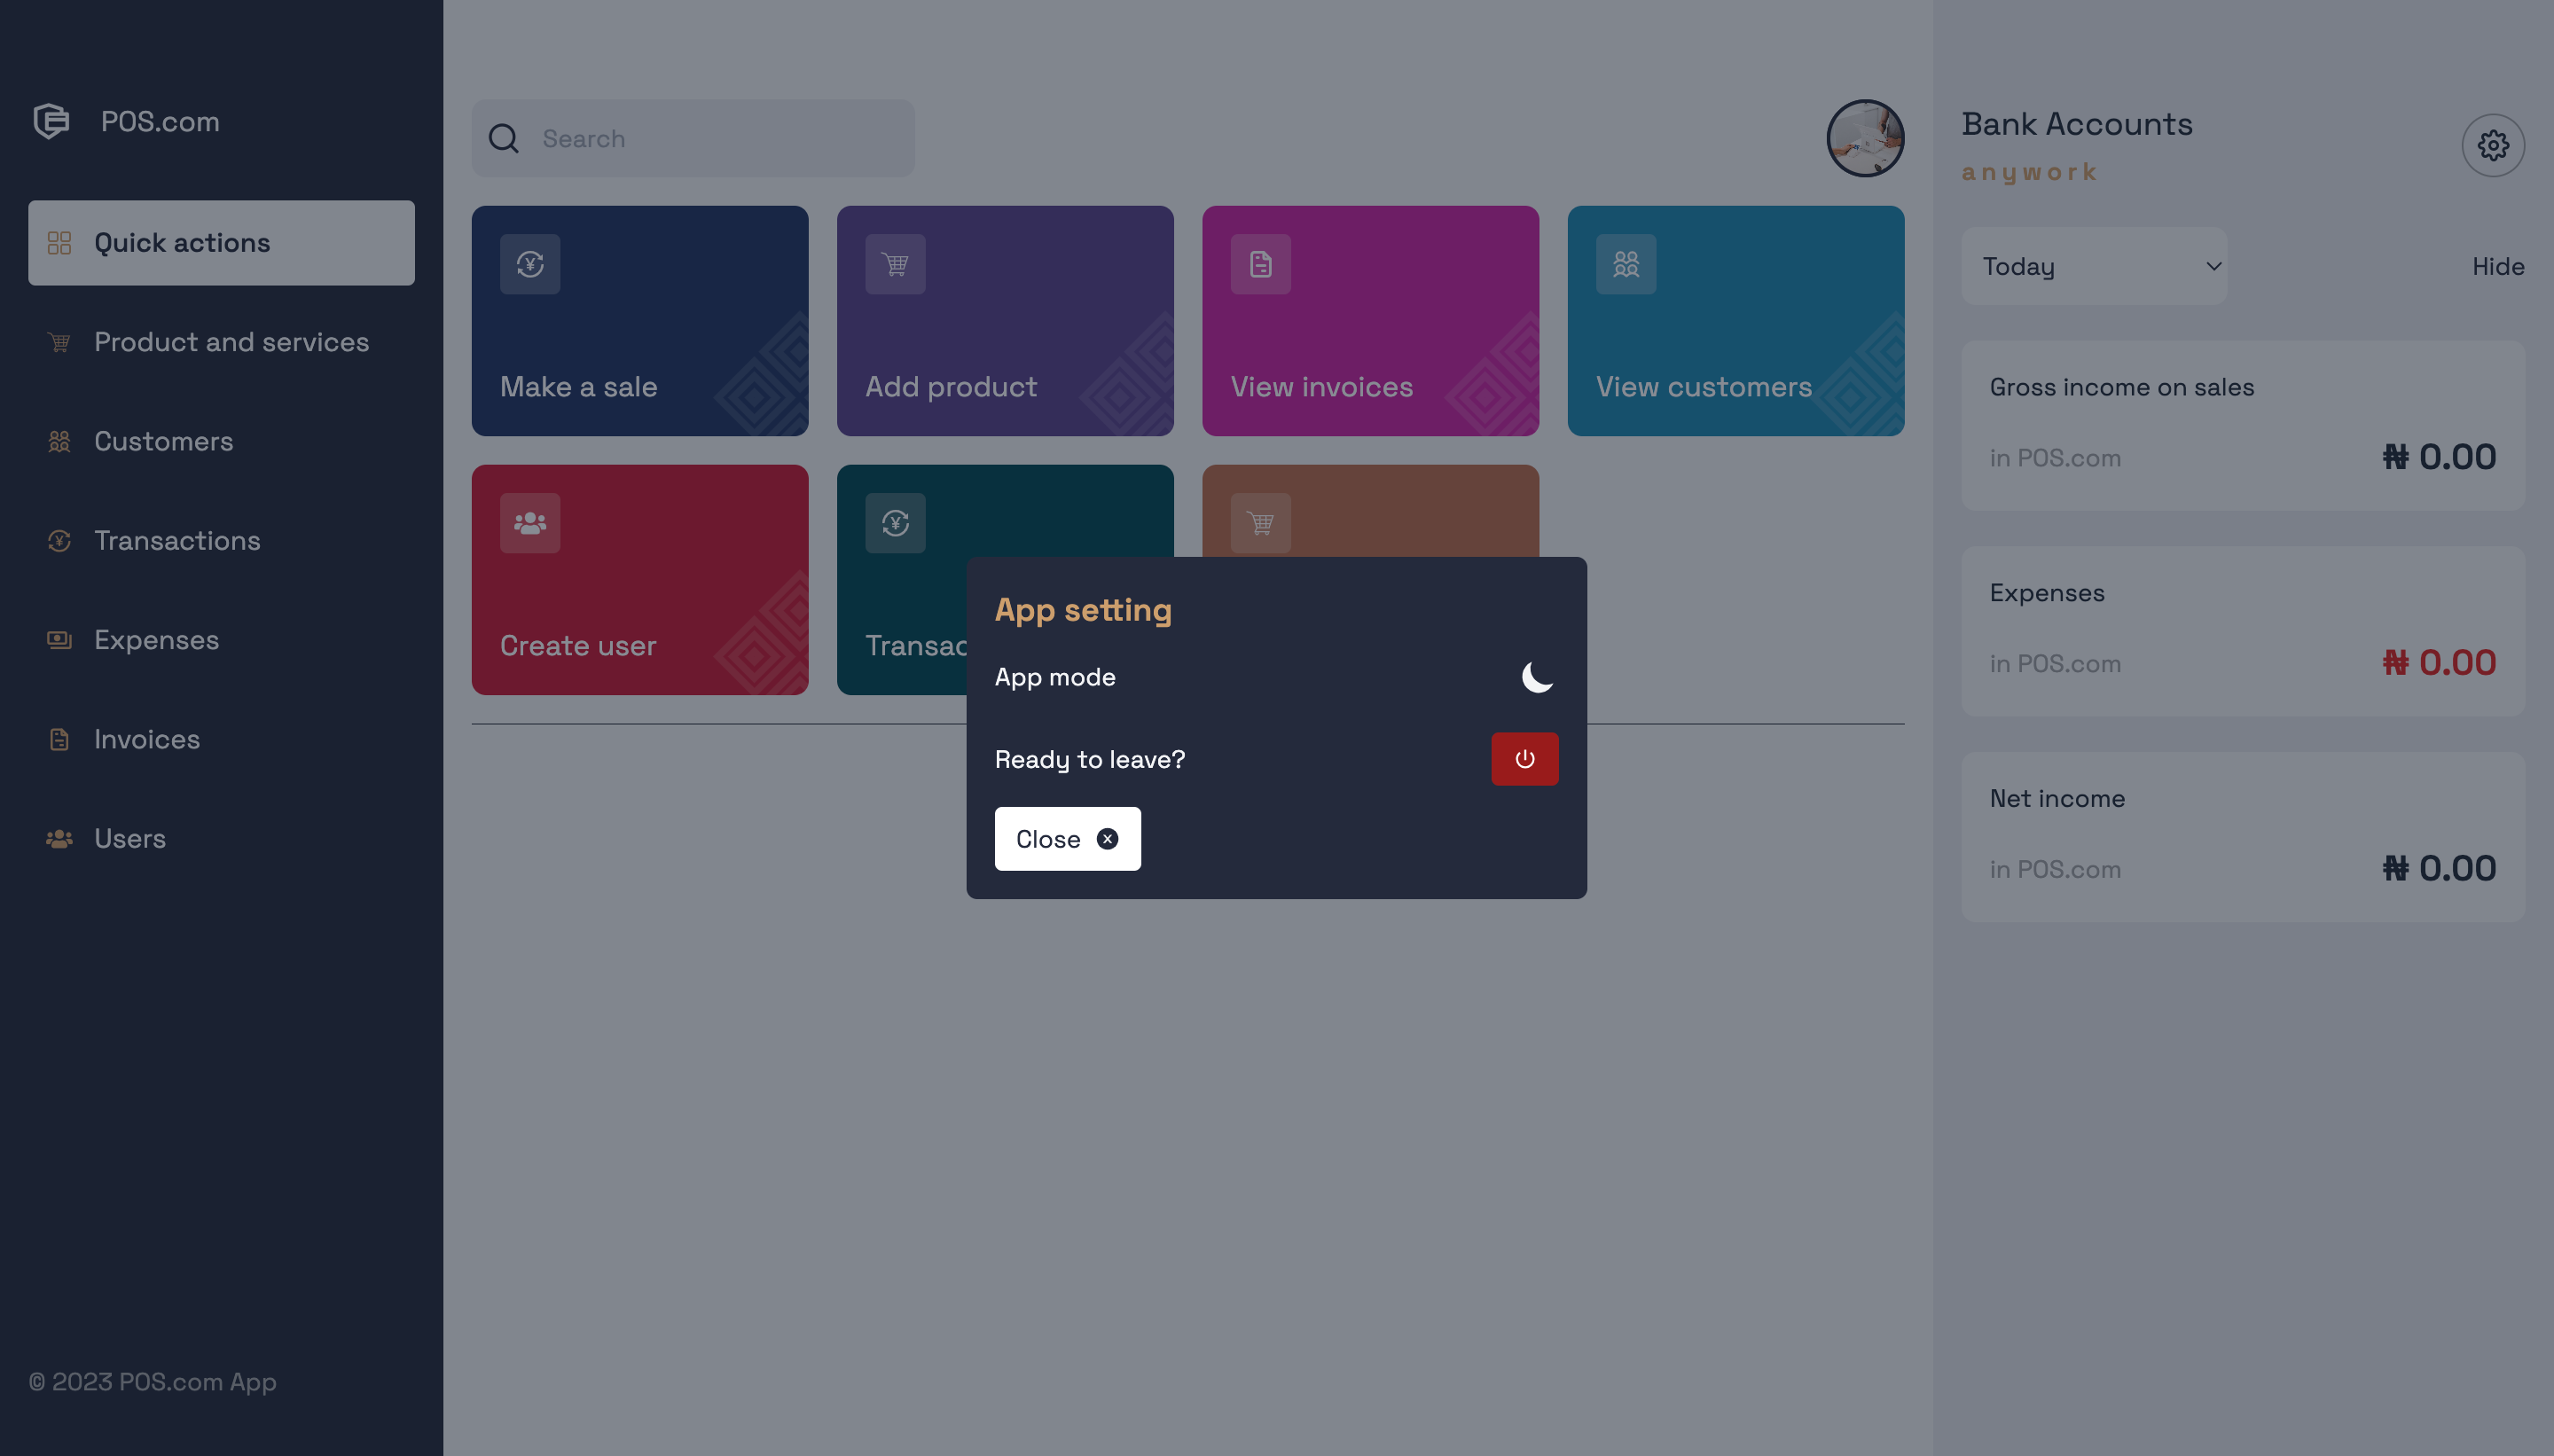 POS.com
Quick actions
Product and services
Customers
Transactions
Expenses
Invoices
Users
© 2023 POS.com App
Search
Make a sale
Add product
View invoices
View customers
Create user
Transac
App setting
App mode
Ready to leave?
Close
Bank Accounts
anywork
Today
Hide
Gross income on sales
in POS.com
₦ 0.00
Expenses
in POS.com
₦ 0.00
Net income
in POS.com
₦ 0.00